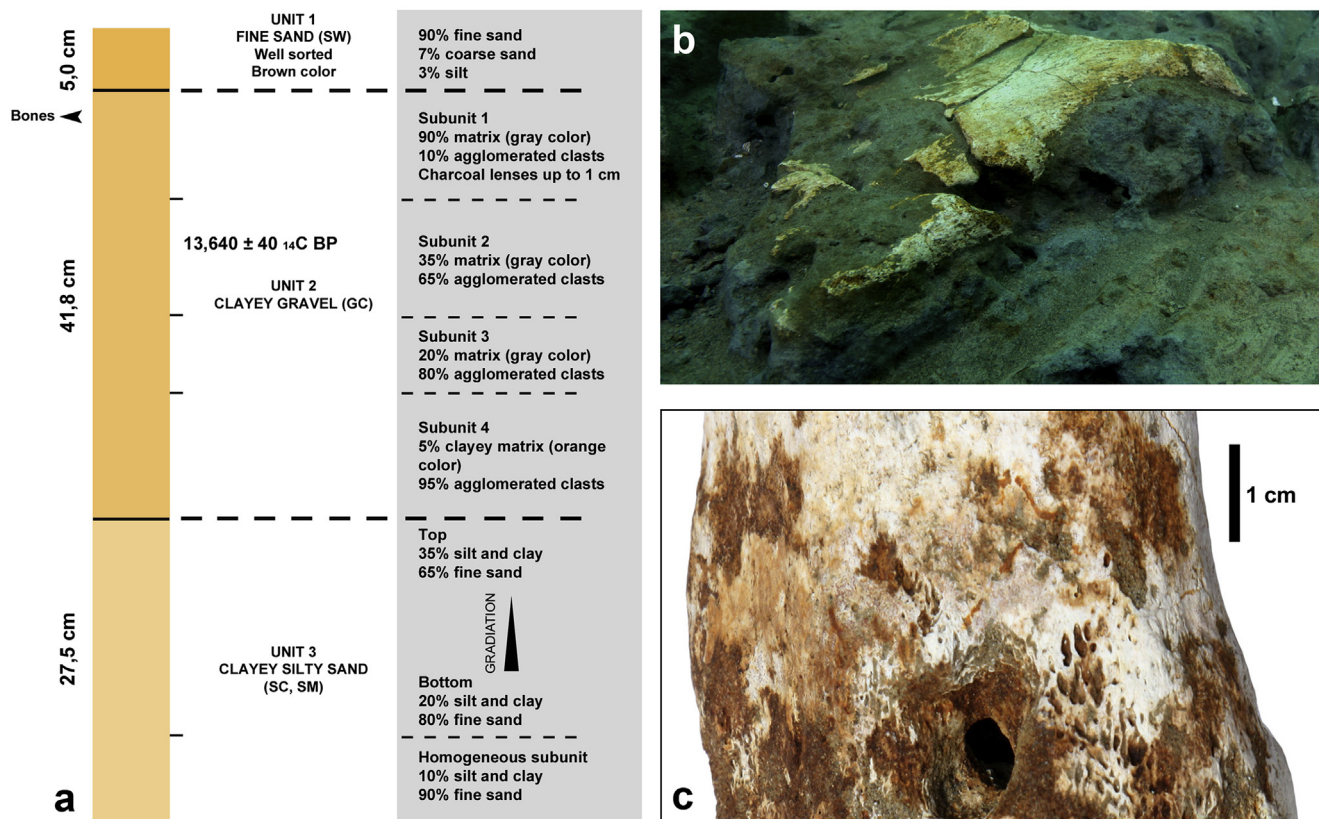 5,0 cm
UNIT 1
FINE SAND (SW)
Well sorted
Brown color
90% fine sand
7% coarse sand
3% silt
Bones
41,8 cm
13,640 ± 40 14C BP
UNIT 2
CLAYEY GRAVEL (GC)
Subunit 1
90% matrix (gray color)
10% agglomerated clasts
Charcoal lenses up to 1 cm
Subunit 2
35% matrix (gray color)
65% agglomerated clasts
Subunit 3
20% matrix (gray color)
80% agglomerated clasts
Subunit 4
5% clayey matrix (orange
color)
95% agglomerated clasts
27,5 cm
UNIT 3
CLAYEY SILTY SAND
(SC, SM)
Top
35% silt and clay
65% fine sand
GRADIATION
Bottom
20% silt and clay
80% fine sand
Homogeneous subunit
10% silt and clay
90% fine sand
a
b
1 cm
c